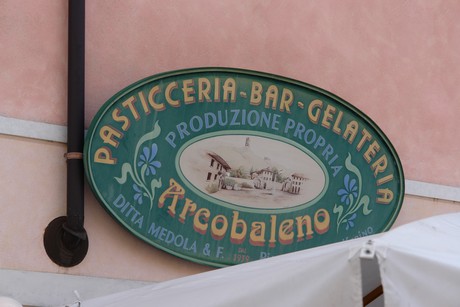 PASTICCERIA-BAR-GELATERIA
PRODUZIONE PROPRIA
Arcobaleno
DITTA MEDOLA & F.